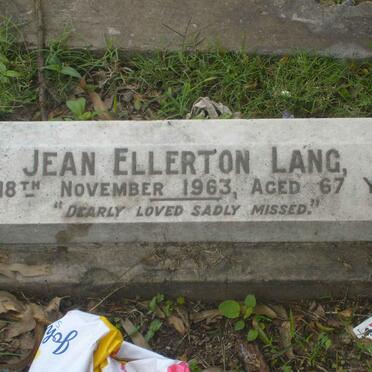 JEAN ELLERTON LANG,
18TH NOVEMBER 1963, AGED 67 Y
"DEARLY LOVED SADLY MISSED."